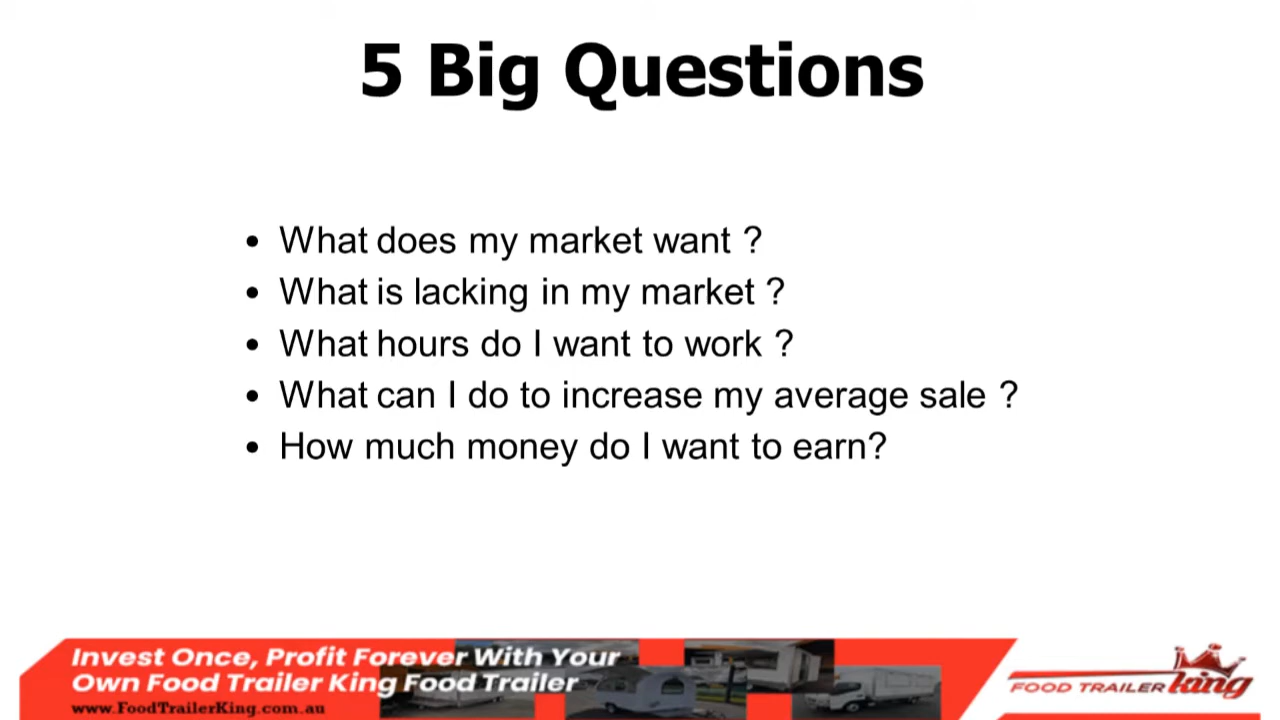 5 Big Questions
• What does my market want ?
• What is lacking in my market ?
• What hours do I want to work ?
• What can I do to increase my average sale ?
• How much money do I want to earn?
Invest Once, Profit Forever With Your
Own Food Trailer King Food Trailer
www.FoodTrailerKing.com.au
FOOD TRAILER king